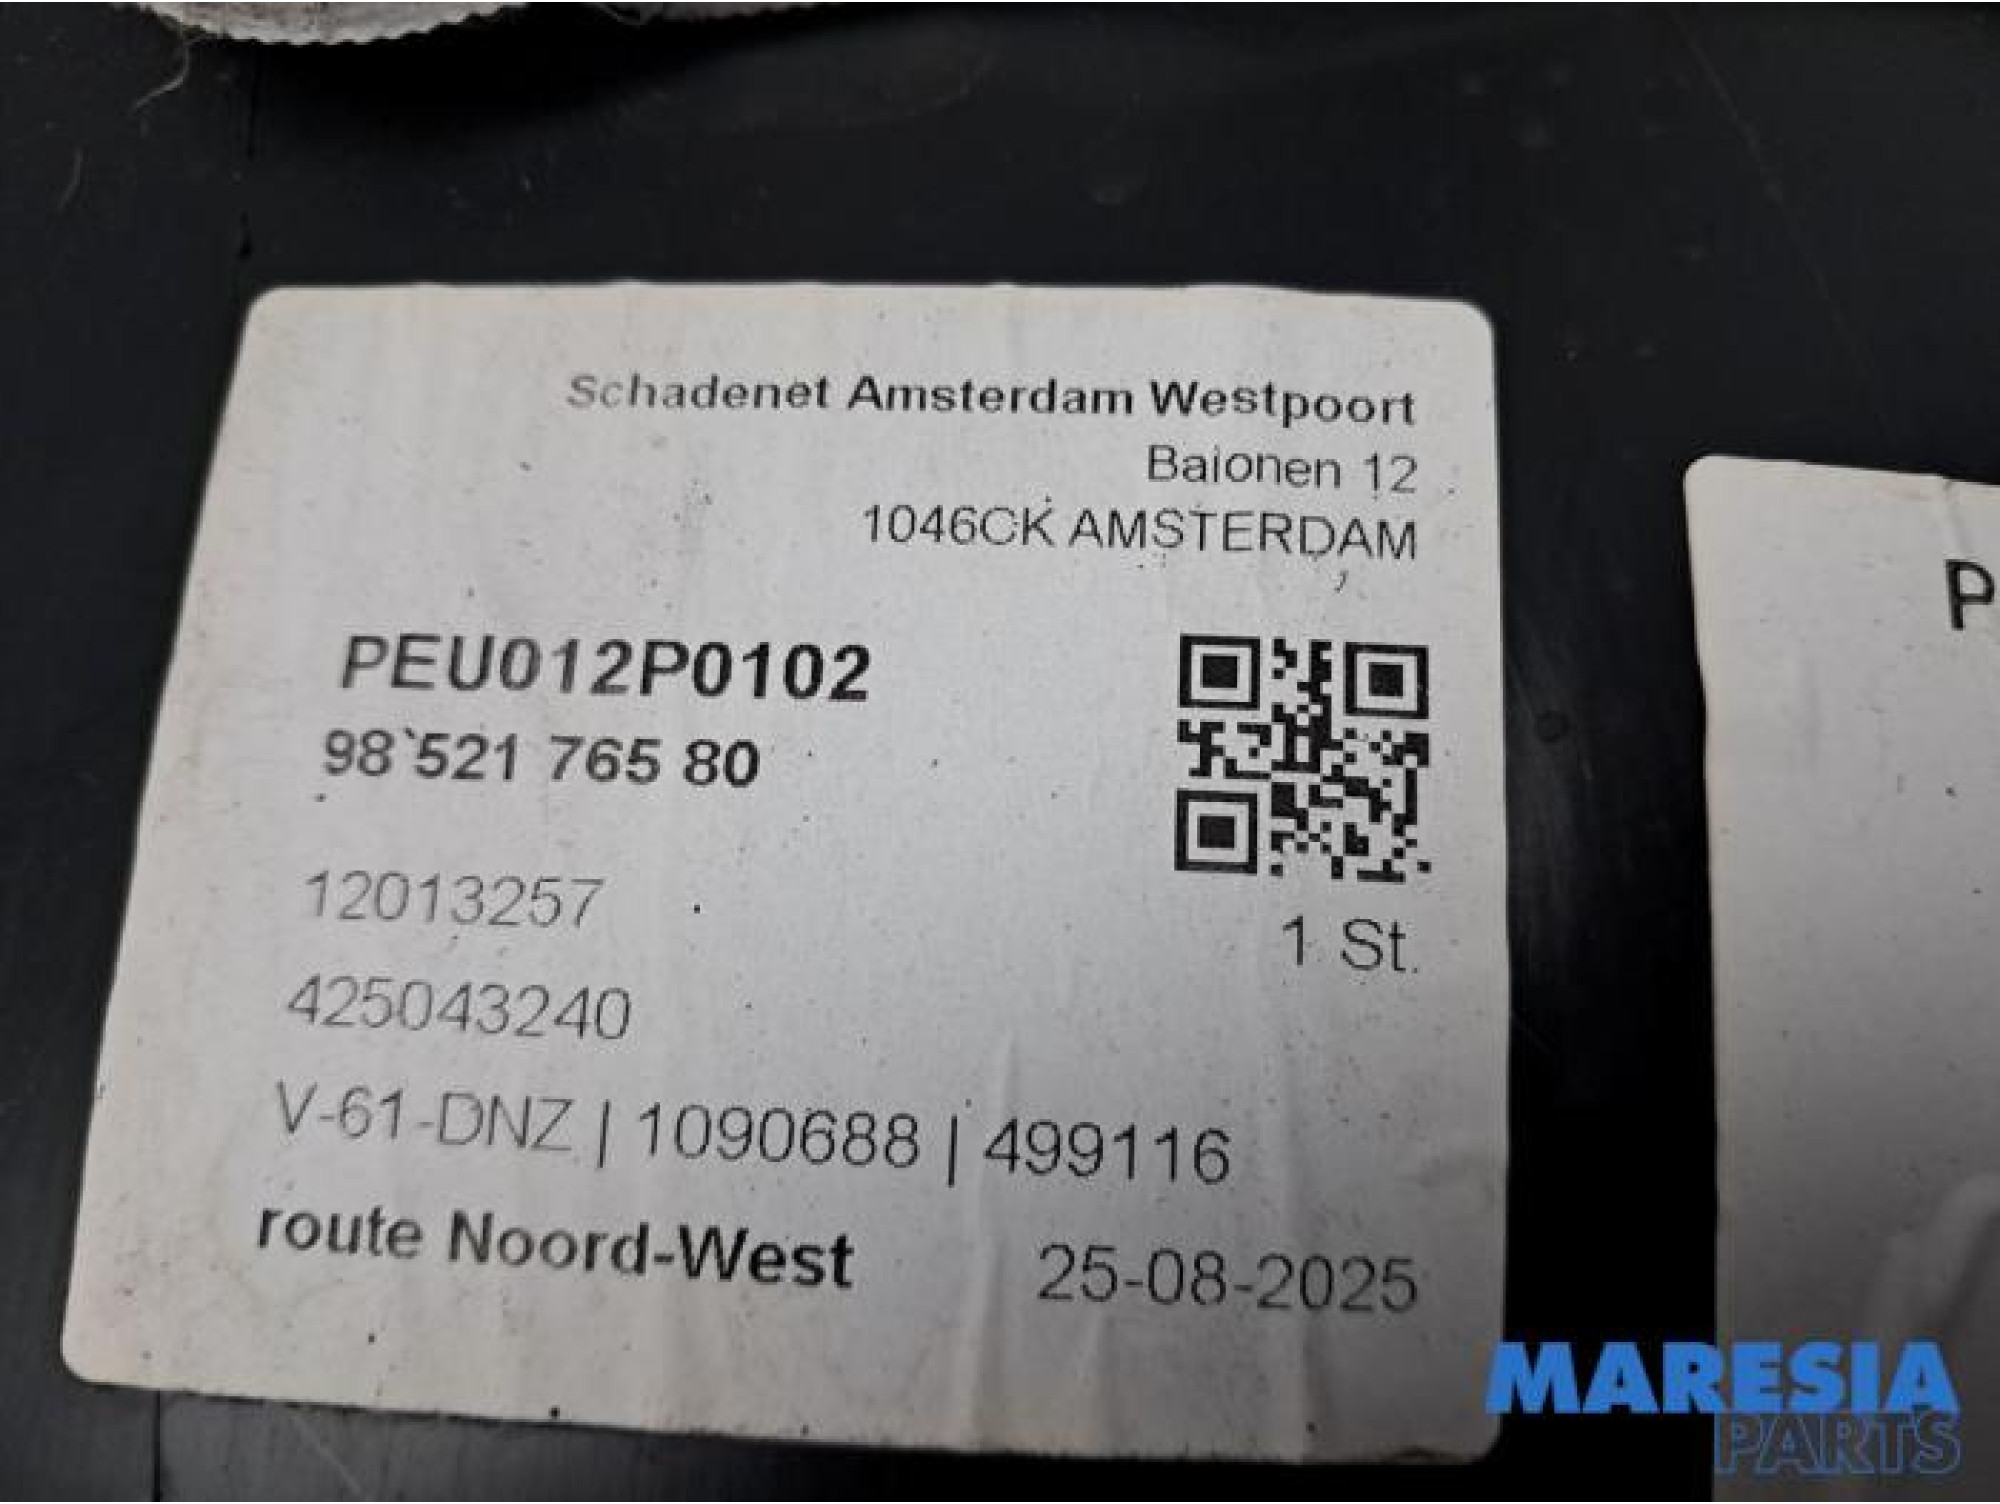 Schadenet Amsterdam Westpoort
Baionen 12
1046CK AMSTERDAM
PEU012P0102
98 521 765 80
12013257
1 St.
425043240
V-61-DNZ | 1090688 | 499116
route Noord-West
25-08-2025
P
MARESIA
PARTS